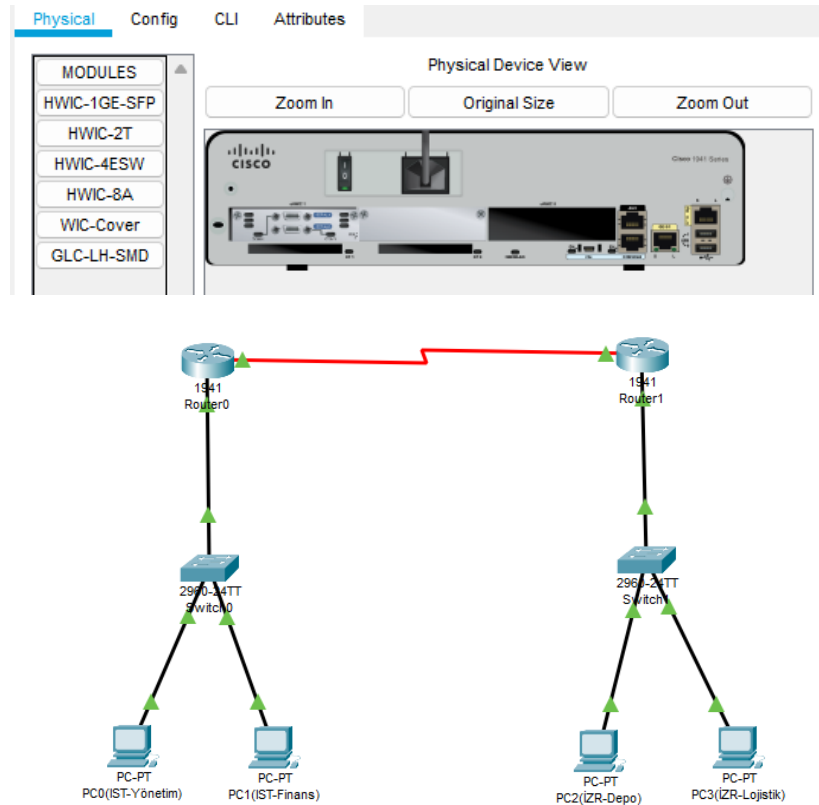 Physical Config CLI Attributes
MODULES
HWIC-1GE-SFP
HWIC-2T
HWIC-4ESW
HWIC-8A
WIC-Cover
GLC-LH-SMD
Physical Device View
Zoom In Original Size Zoom Out
CISCO
Cisco 1941 Series
1941
Router0
1941
Router1
2960-24TT
Switch0
2960-24TT
Switch1
PC-PT
PC0(IST-Yönetim)
PC-PT
PC1(IST-Finans)
PC-PT
PC2(İZR-Depo)
PC-PT
PC3(İZR-Lojistik)